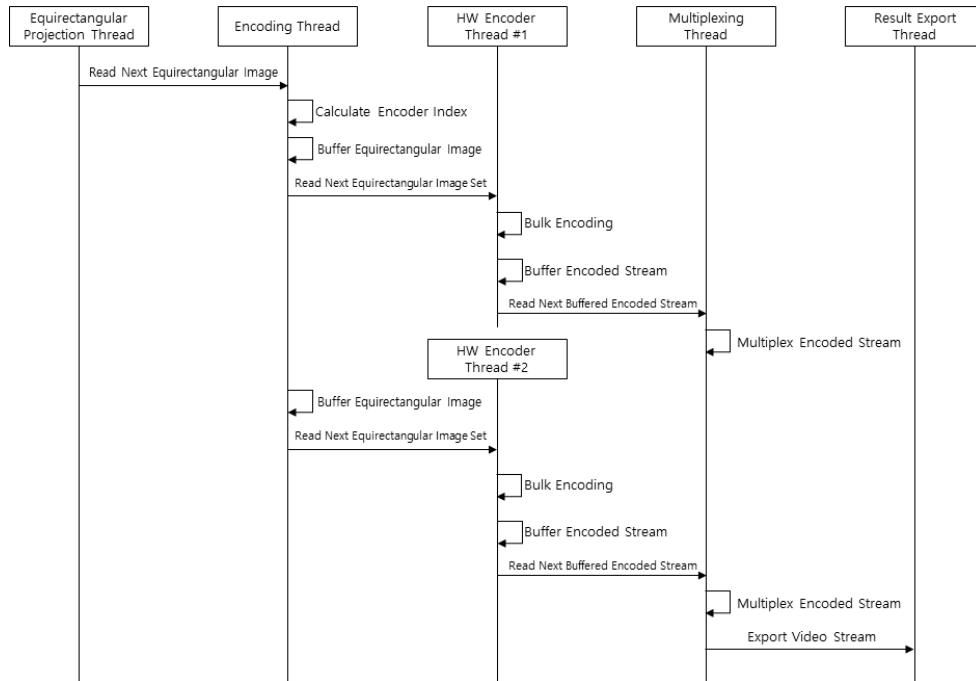 Equirectangular
Projection Thread
Encoding Thread
HW Encoder
Thread #1
Multiplexing
Thread
Result Export
Thread
Read Next Equirectangular Image
Calculate Encoder Index
Buffer Equirectangular Image
Read Next Equirectangular Image Set
Bulk Encoding
Buffer Encoded Stream
Read Next Buffered Encoded Stream
Multiplex Encoded Stream
HW Encoder
Thread #2
Buffer Equirectangular Image
Read Next Equirectangular Image Set
Bulk Encoding
Buffer Encoded Stream
Read Next Buffered Encoded Stream
Multiplex Encoded Stream
Export Video Stream